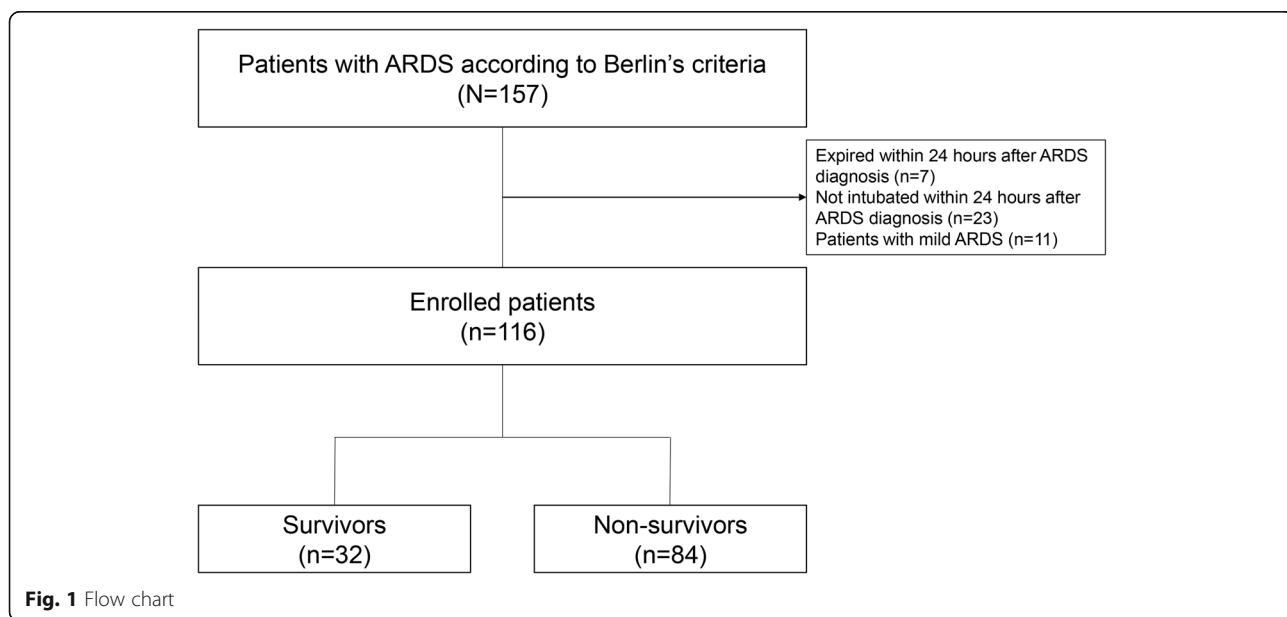 Patients with ARDS according to Berlin's criteria
(N=157)
Expired within 24 hours after ARDS
diagnosis (n=7)
Not intubated within 24 hours after
ARDS diagnosis (n=23)
Patients with mild ARDS (n=11)
Enrolled patients
(n=116)
Survivors
(n=32)
Non-survivors
(n=84)
Fig. 1 Flow chart